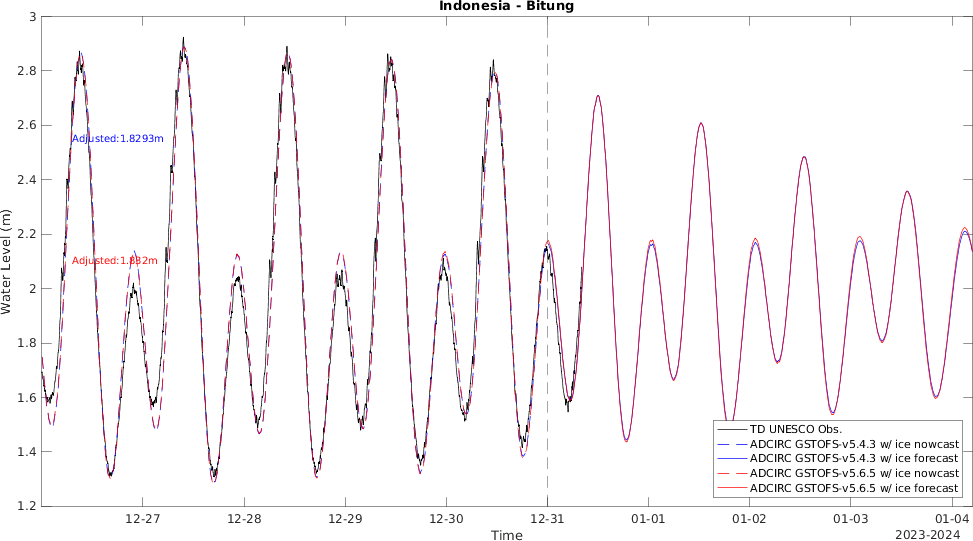 Indonesia - Bitung
3
2.8
2.6
2.4
2.2
2
1.8
1.6
1.4
1.2
Water Level (m)
Adjusted:1.8293m
Adjusted:1.832m
TD UNESCO Obs.
ADCIRC GSTOFS-v5.4.3 w/ ice nowcast
ADCIRC GSTOFS-v5.4.3 w/ ice forecast
ADCIRC GSTOFS-v5.6.5 w/ ice nowcast
ADCIRC GSTOFS-v5.6.5 w/ ice forecast
12-27 12-28 12-29 12-30 12-31 01-01 01-02 01-03 01-04
Time
2023-2024